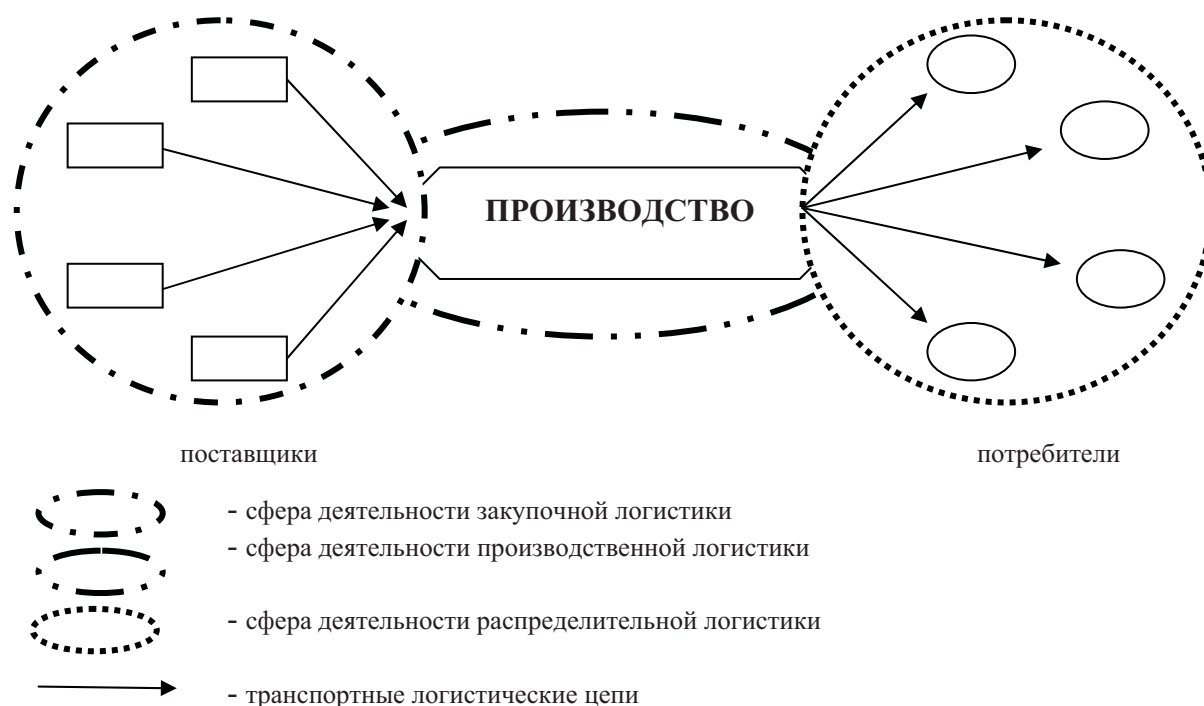 ПРОИЗВОДСТВО
поставщики
потребители
- сфера деятельности закупочной логистики
- сфера деятельности производственной логистики
- сфера деятельности распределительной логистики
- транспортные логистические цепи